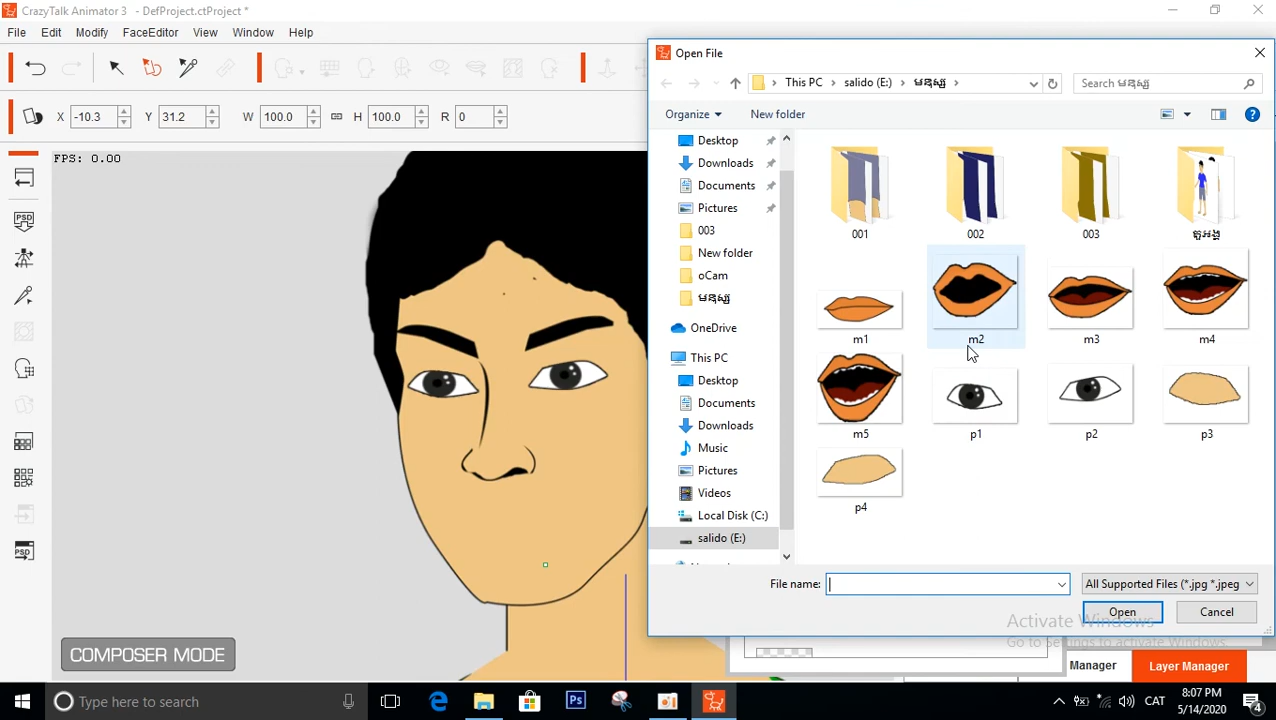 CrazyTalk Animator 3 - DefProject.ctProject *
File Edit Modify FaceEditor View Window Help
X -10.3 Y 31.2 W 100.0 H 100.0 R 0
FPS: 0.00
COMPOSER MODE
Open File
This PC > salido (E:) >
Search
Organize New folder
Desktop
Downloads
Documents
Pictures
003
New folder
oCam
OneDrive
This PC
Desktop
Documents
Downloads
Music
Pictures
Videos
Local Disk (C:)
salido (E:)
001 002 003 តួអង្គ
m1 m2 m3 m4
m5 p1 p2 p3
p4
File name: All Supported Files (*.jpg *.jpeg
Open Cancel
Activate Windows
Go to Settings to activate Windows.
Manager Layer Manager
Type here to search
CAT
8:07 PM
5/14/2020
4